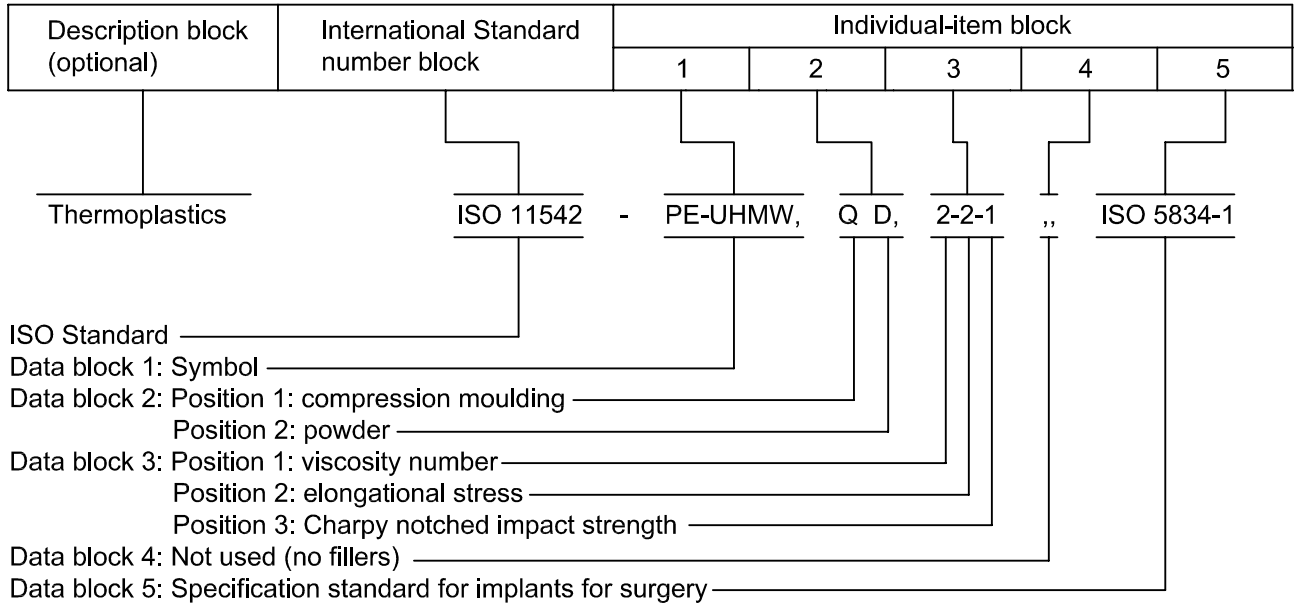 Description block
(optional)
International Standard
number block
Individual-item block
1 2 3 4 5
Thermoplastics ISO 11542 - PE-UHMW, Q D, 2-2-1 ,, ISO 5834-1
ISO Standard
Data block 1: Symbol
Data block 2: Position 1: compression moulding
Position 2: powder
Data block 3: Position 1: viscosity number
Position 2: elongational stress
Position 3: Charpy notched impact strength
Data block 4: Not used (no fillers)
Data block 5: Specification standard for implants for surgery